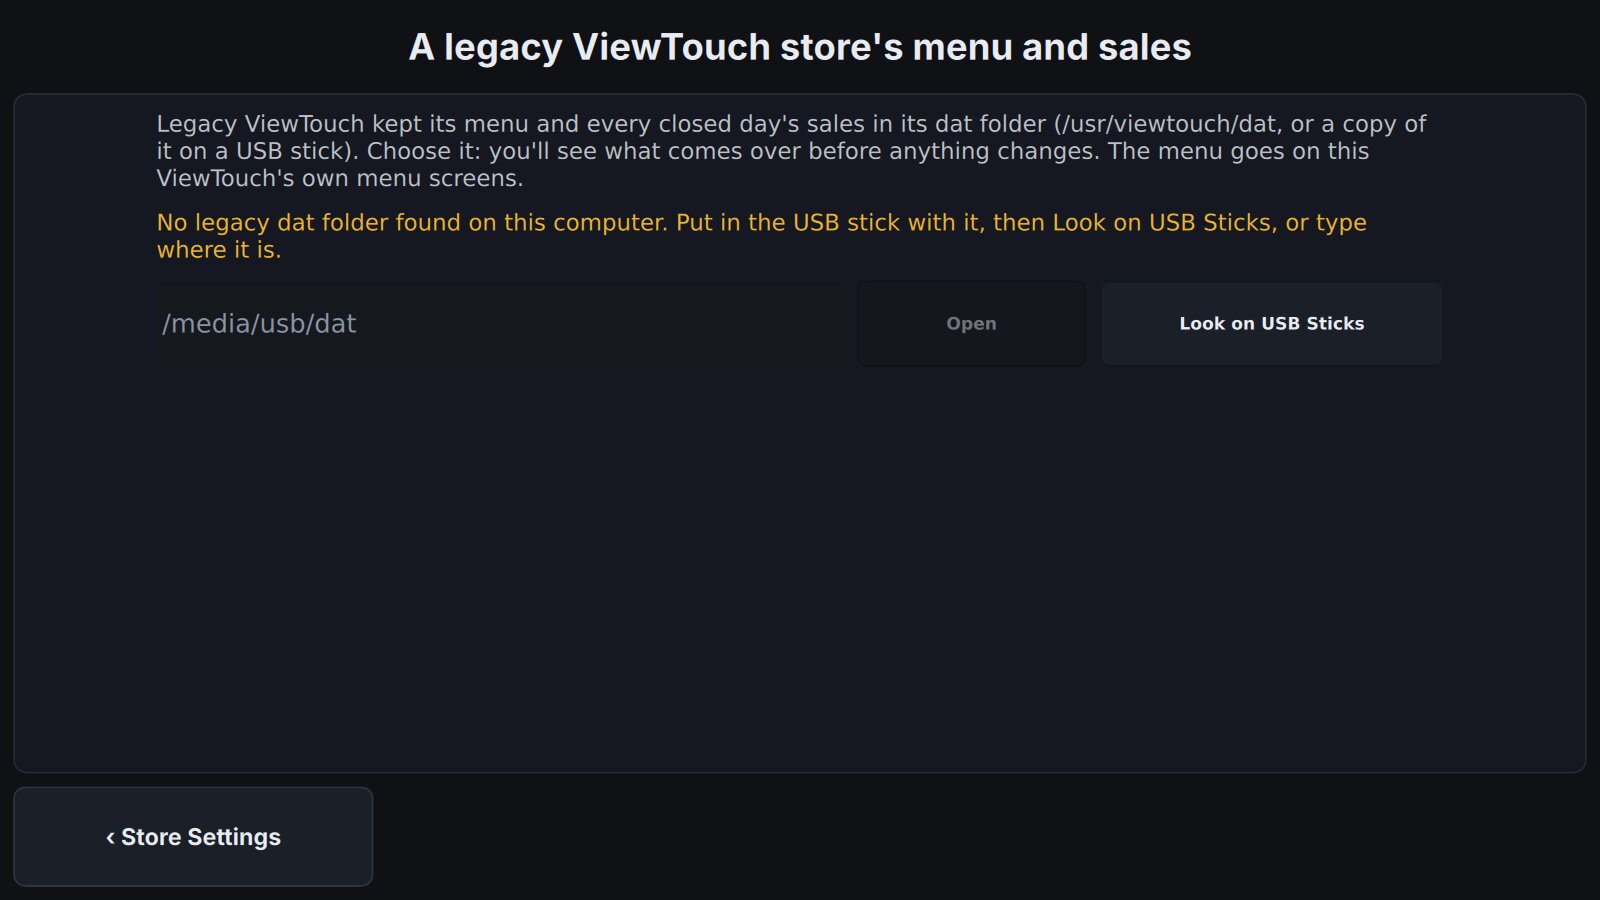 A legacy ViewTouch store's menu and sales
Legacy ViewTouch kept its menu and every closed day's sales in its dat folder (/usr/viewtouch/dat, or a copy of
it on a USB stick). Choose it: you'll see what comes over before anything changes. The menu goes on this
ViewTouch's own menu screens.
No legacy dat folder found on this computer. Put in the USB stick with it, then Look on USB Sticks, or type
where it is.
/media/usb/dat
Open
Look on USB Sticks
‹ Store Settings